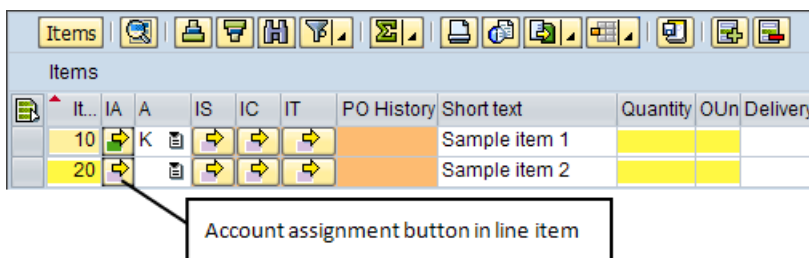 Items
Items
It... IA A IS IC IT PO History Short text Quantity OUn Delivery
10 K Sample item 1
20 Sample item 2
Account assignment button in line item